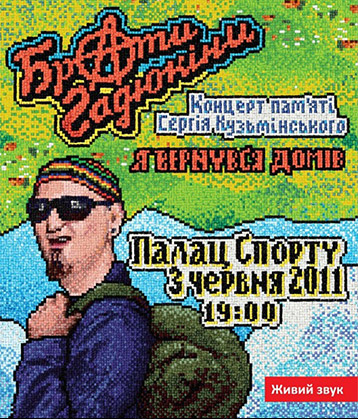 Брати
Гадюкіни
Концерт пам'яті
Сергія Кузьмінського
Я вернувся домів
Палац Спорту
3 червня 2011
19:00
Живий звук